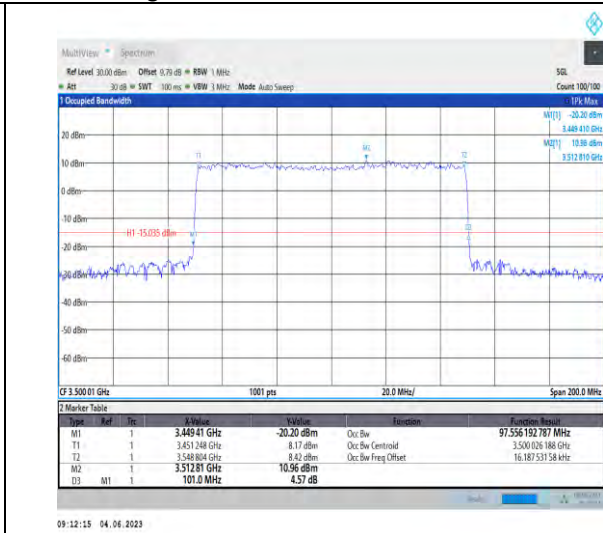 MultiView Spectrum
Ref Level 30.00 dBm Offset 9.79 dB RBW 1 MHz SGL
Att 30 dB SWT 100 ms VBW 3 MHz Mode Auto Sweep Count 100/100
1 Occupied Bandwidth 1Pk Max
M1[1] -20.20 dBm
3.449 410 GHz
M2[1] 10.96 dBm
3.512 810 GHz
20 dBm
M2
T1 T2
10 dBm
0 dBm
-10 dBm
H1 -15.035 dBm
M1
D3
-20 dBm
-30 dBm
-40 dBm
-50 dBm
-60 dBm
CF 3.500 01 GHz 1001 pts 20.0 MHz/ Span 200.0 MHz
2 Marker Table
Type Ref Trc X-Value Y-Value Function Function Result
M1 1 3.449 41 GHz -20.20 dBm Occ Bw 97.556 192 787 MHz
T1 1 3.451 248 GHz 8.17 dBm Occ Bw Centroid 3.500 026 188 GHz
T2 1 3.548 804 GHz 8.42 dBm Occ Bw Freq Offset 16.187 531 58 kHz
M2 1 3.512 81 GHz 10.96 dBm
D3 M1 1 101.0 MHz 4.57 dB
09:12:15 04.06.2023